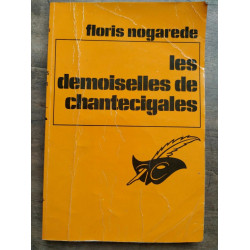 floris nogarede
les
demoiselles de
chantecigales